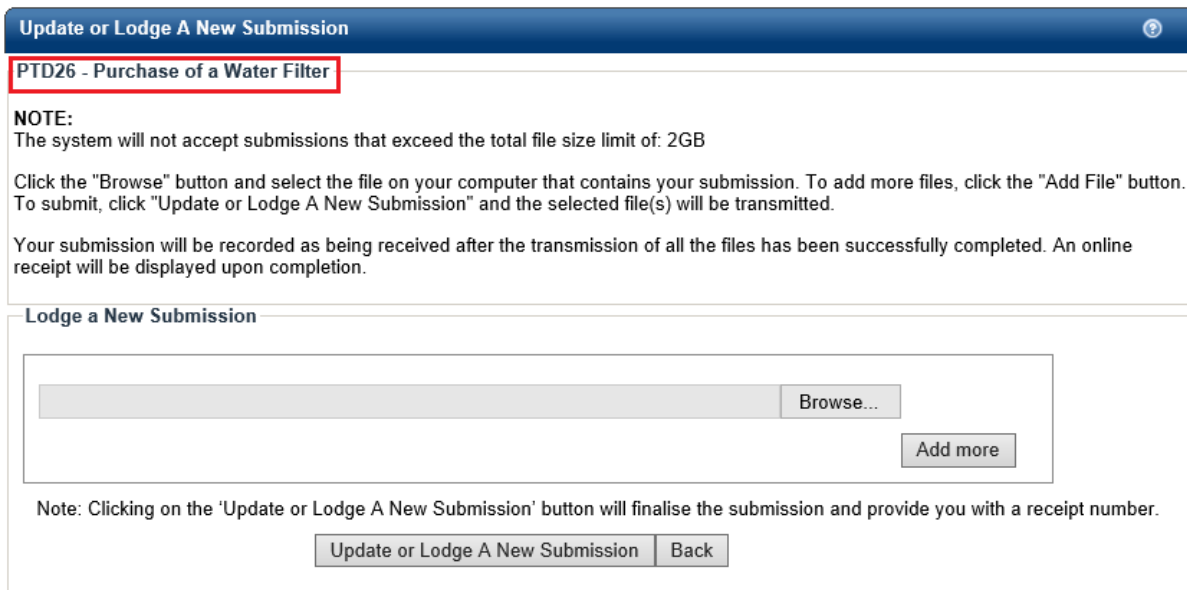 Update or Lodge A New Submission
PTD26 - Purchase of a Water Filter
NOTE:
The system will not accept submissions that exceed the total file size limit of: 2GB
Click the "Browse" button and select the file on your computer that contains your submission. To add more files, click the "Add File" button.
To submit, click "Update or Lodge A New Submission" and the selected file(s) will be transmitted.
Your submission will be recorded as being received after the transmission of all the files has been successfully completed. An online
receipt will be displayed upon completion.
Lodge a New Submission
Browse...
Add more
Note: Clicking on the ‘Update or Lodge A New Submission’ button will finalise the submission and provide you with a receipt number.
Update or Lodge A New Submission Back